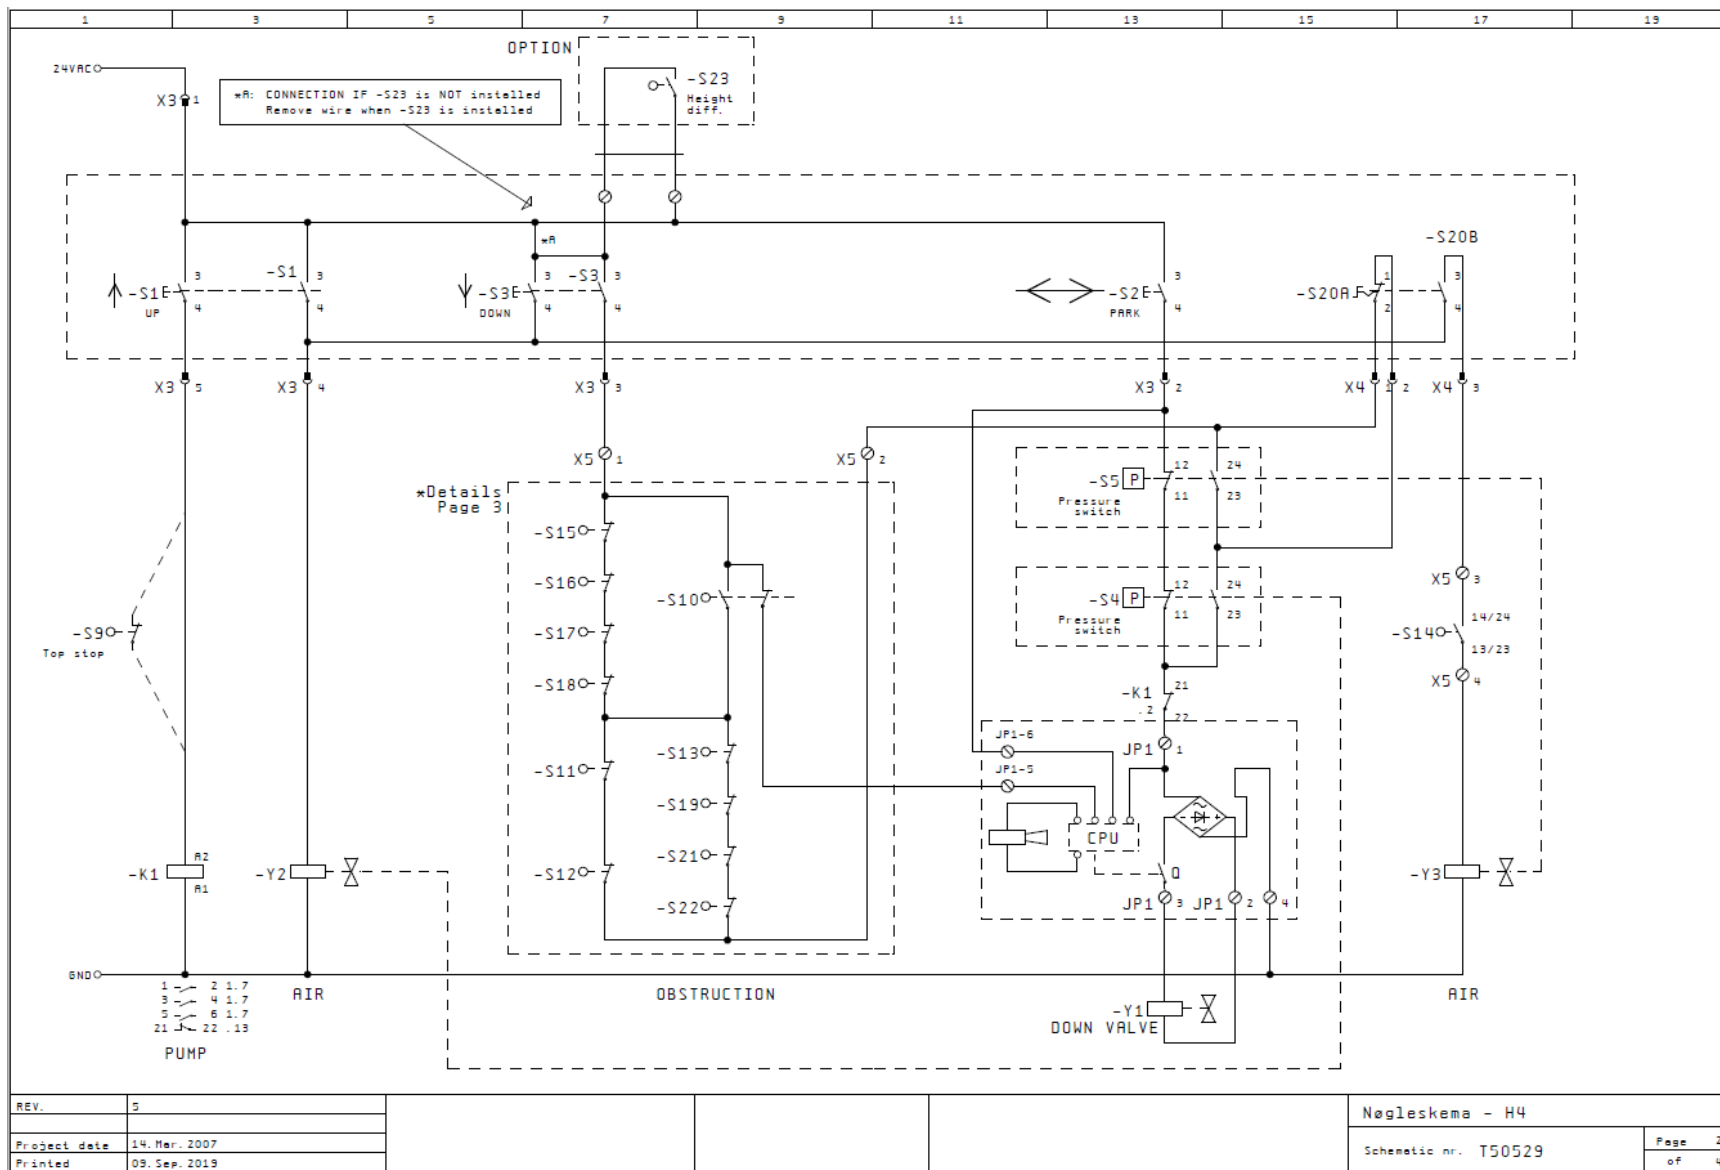 1 3 5 7 9 11 13 15 17 19
OPTION
24VAC
X3 1
*A: CONNECTION IF -S23 is NOT installed
Remove wire when -S23 is installed
-S23
Height
diff.
*A
-S20B
-S1 3
-S1 3
-S3 3
3
3
1
3
-S1E
UP
4
4
-S3E
DOWN
4
4
-S2E
PARK
4
-S20A
2
4
X3 5
X3 4
X3 3
X3 2
X4 1 2
X4 3
X5 1
X5 2
*Details
Page 3
-S5 P
Pressure
switch
12
11
24
23
-S15
-S16
-S17
-S18
-S10
-S4 P
Pressure
switch
12
11
24
23
X5 3
-S14
14/24
13/23
X5 4
-S9
Top stop
-K1
.2
21
22
-S13
-S11
-S19
-S21
-S12
-S22
JP1-6
JP1-5
JP1 1
CPU
Q
JP1 3
JP1 2
4
-K1
A2
A1
-Y2
-Y3
GND
1 2 1.7
3 4 1.7
5 6 1.7
21 22 .13
PUMP
AIR
OBSTRUCTION
-Y1
DOWN VALVE
AIR
REV. 5
Project date 14. Mar. 2007
Printed 09. Sep. 2019
Nøgleskema - H4
Schematic nr. T50529
Page 2
of